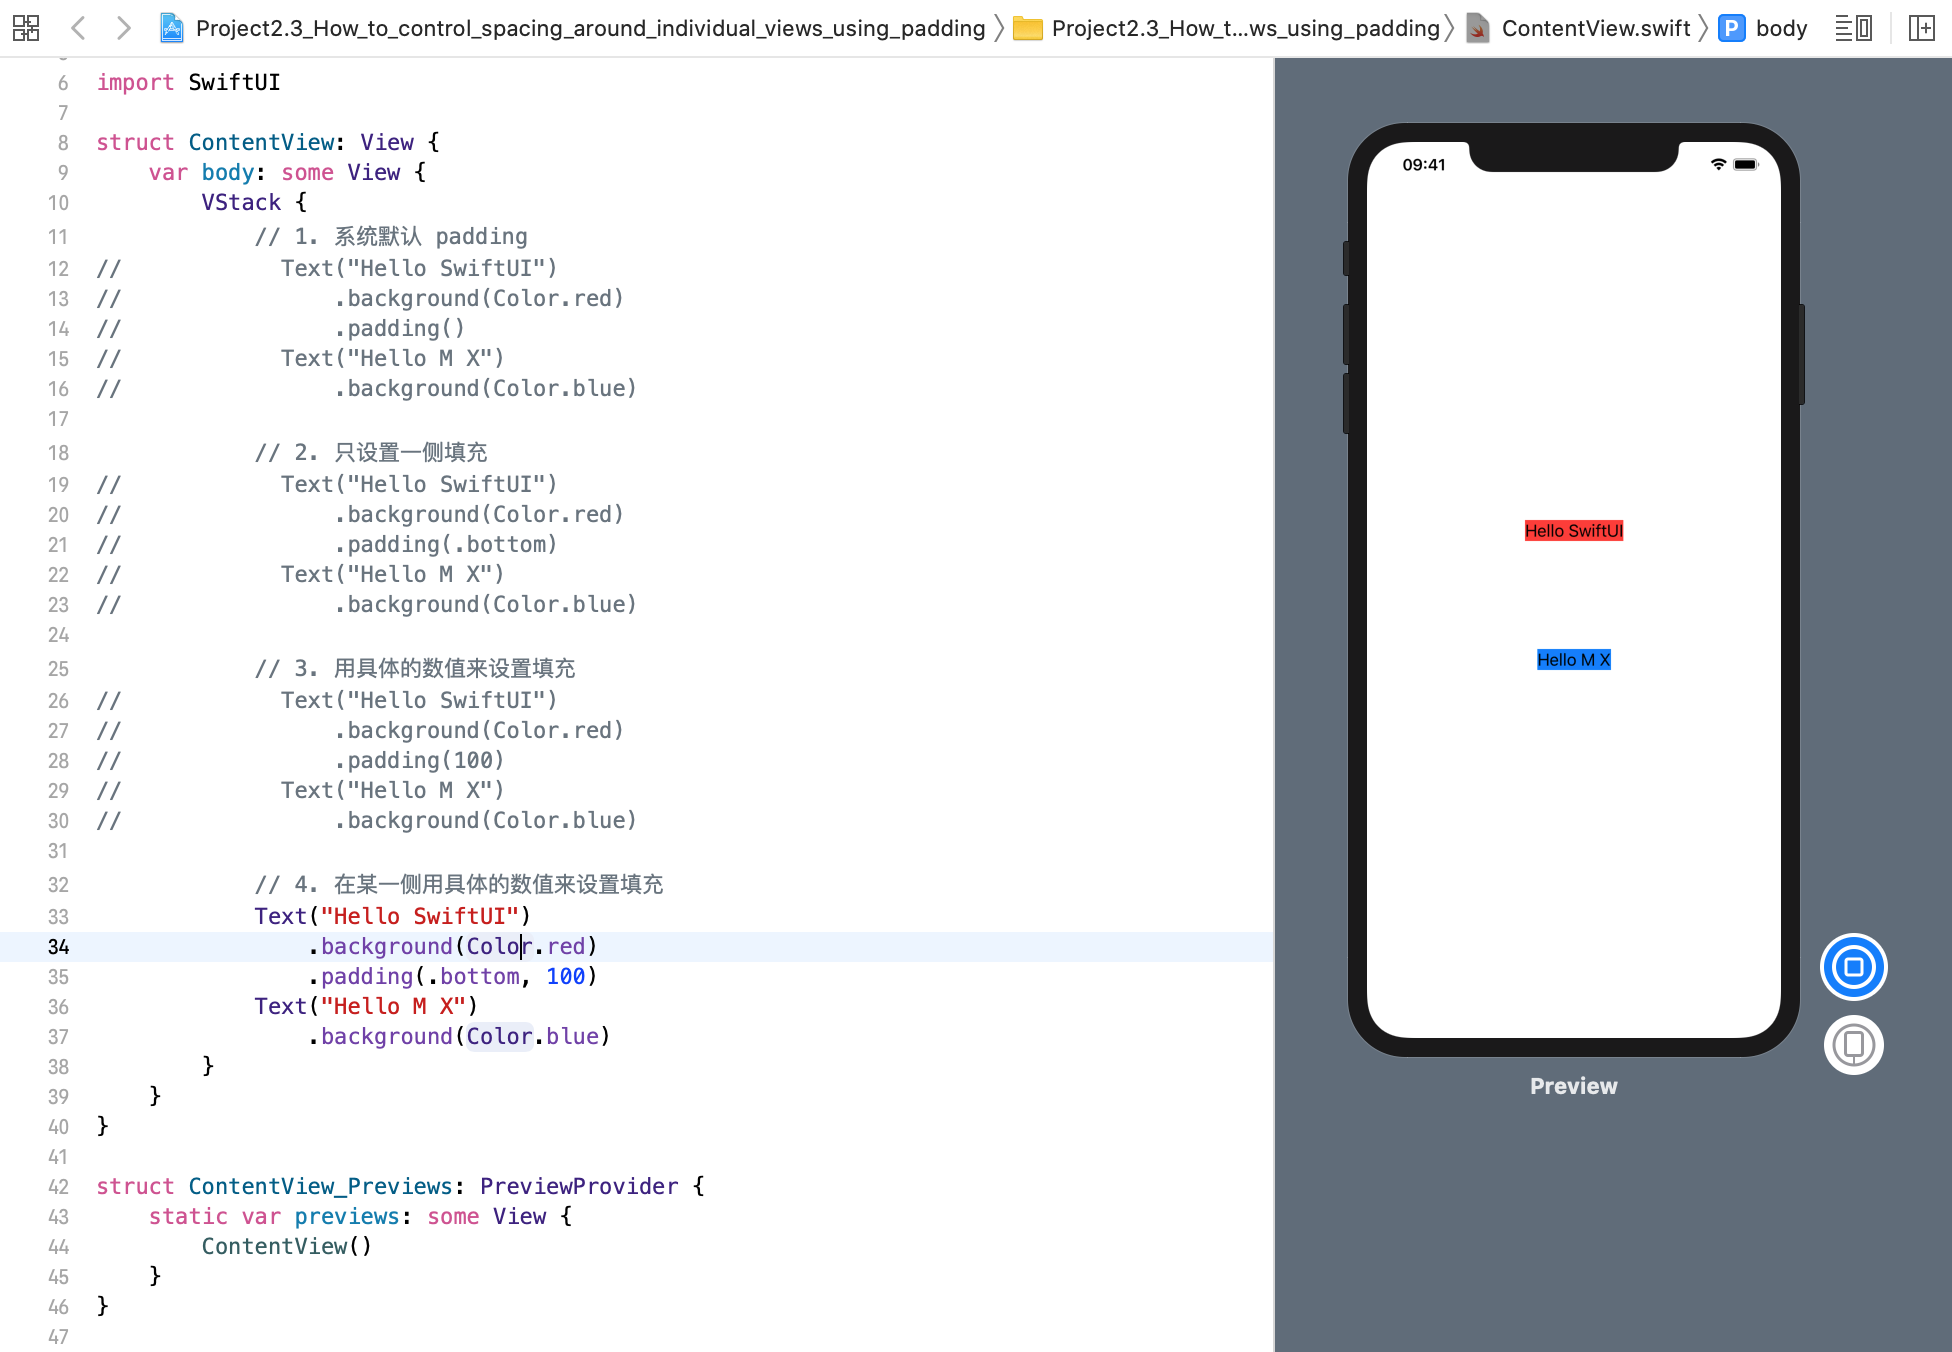 Project2.3_How_to_control_spacing_around_individual_views_using_padding Project2.3_How_t...ws_using_padding ContentView.swift P body
6 import SwiftUI
7
8 struct ContentView: View {
9 var body: some View {
10 VStack {
11 // 1. 系统默认 padding
12 // Text("Hello SwiftUI")
13 // .background(Color.red)
14 // .padding()
15 // Text("Hello M X")
16 // .background(Color.blue)
17
18 // 2. 只设置一侧填充
19 // Text("Hello SwiftUI")
20 // .background(Color.red)
21 // .padding(.bottom)
22 // Text("Hello M X")
23 // .background(Color.blue)
24
25 // 3. 用具体的数值来设置填充
26 // Text("Hello SwiftUI")
27 // .background(Color.red)
28 // .padding(100)
29 // Text("Hello M X")
30 // .background(Color.blue)
31
32 // 4. 在某一侧用具体的数值来设置填充
33 Text("Hello SwiftUI")
34 .background(Color.red)
35 .padding(.bottom, 100)
36 Text("Hello M X")
37 .background(Color.blue)
38 }
39 }
40 }
41
42 struct ContentView_Previews: PreviewProvider {
43 static var previews: some View {
44 ContentView()
45 }
46 }
47
09:41
Hello SwiftUI
Hello M X
Preview